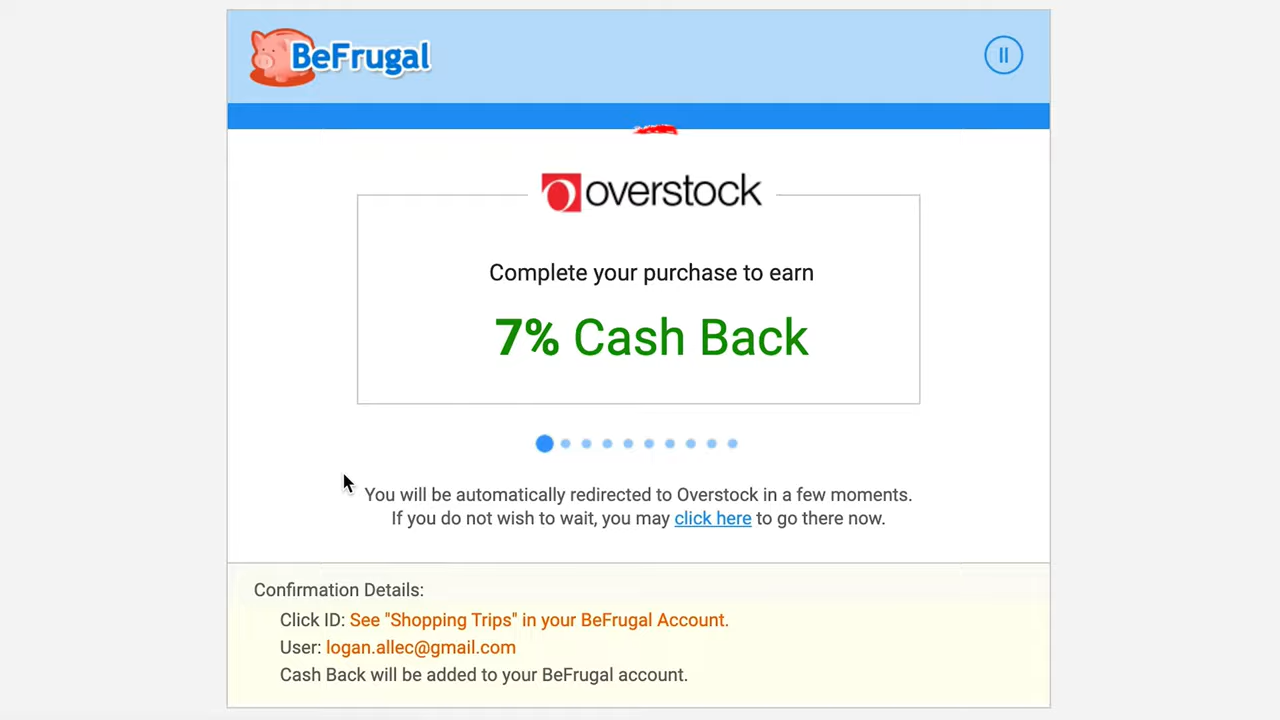 BeFrugal
overstock
Complete your purchase to earn
7% Cash Back
You will be automatically redirected to Overstock in a few moments.
If you do not wish to wait, you may click here to go there now.
Confirmation Details:
Click ID: See "Shopping Trips" in your BeFrugal Account.
User: logan.allec@gmail.com
Cash Back will be added to your BeFrugal account.